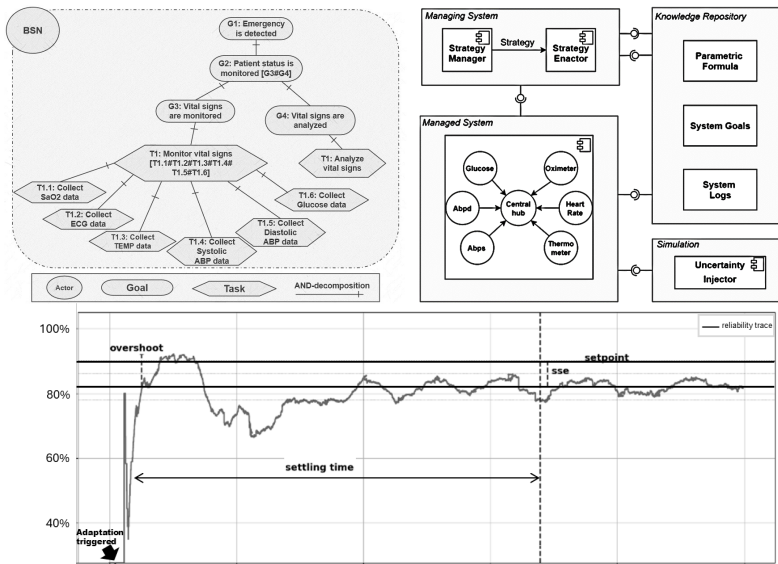 BSN
G1: Emergency
is detected
G2: Patient status is
monitored [G3#G4]
G3: Vital signs
are monitored
G4: Vital signs are
analyzed
T1: Monitor vital signs
[T1.1#T1.2#T1.3#T1.4#
T1.5#T1.6]
T1: Analyze
vital signs
T1.1: Collect
SaO2 data
T1.2: Collect
ECG data
T1.3: Collect
TEMP data
T1.4: Collect
Systolic
ABP data
T1.5: Collect
Diastolic
ABP data
T1.6: Collect
Glucose data
Actor
Goal
Task
AND-decomposition
Managing System
Strategy
Manager
Strategy
Strategy
Enactor
Managed System
Glucose
Oximeter
Abpd
Central
hub
Heart
Rate
Abps
Thermo
meter
Knowledge Repository
Parametric
Formula
System Goals
System
Logs
Simulation
Uncertainty
Injector
100%
80%
60%
40%
reliability trace
overshoot
setpoint
sse
settling time
Adaptation
triggered